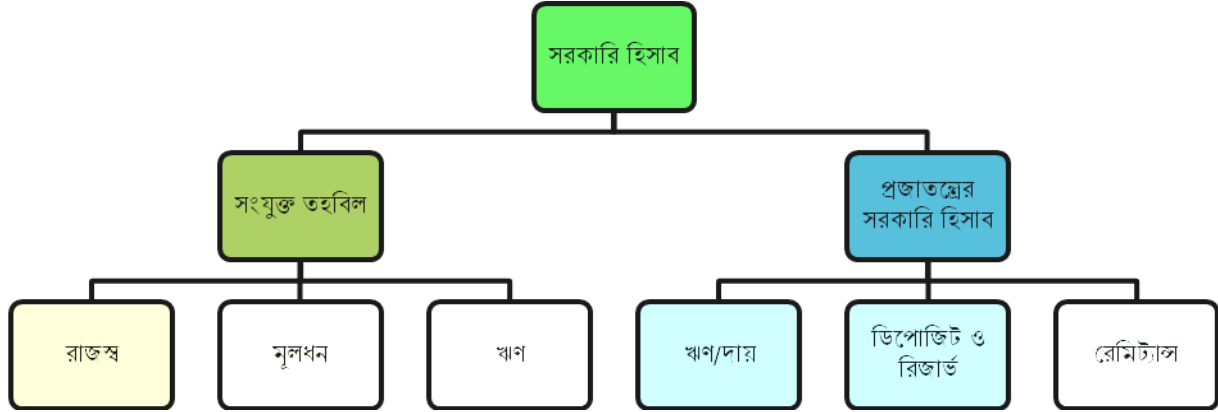 সরকারি হিসাব
সংযুক্ত তহবিল
প্রজাতন্ত্রের
সরকারি হিসাব
রাজস্ব
মূলধন
ঋণ
ঋণ/দায়
ডিপোজিট ও
রিজার্ভ
রেমিট্যান্স